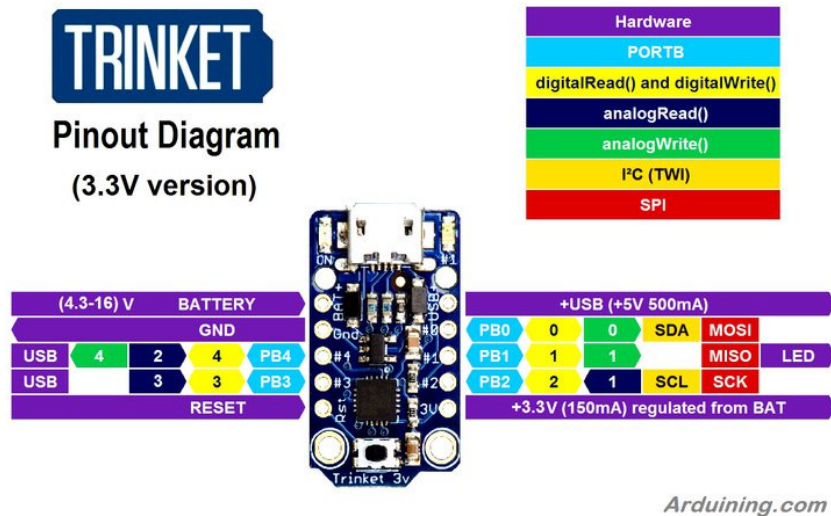 TRINKET
Pinout Diagram
(3.3V version)
Hardware
PORTB
digitalRead() and digitalWrite()
analogRead()
analogWrite()
I²C (TWI)
SPI
ON #1
(4.3-16) V BATTERY
BAT+ USB
+USB (+5V 500mA)
GND
Gnd #0
PB0 0 0 SDA MOSI
USB 4 2 4 PB4
#4 #1
PB1 1 1 MISO LED
USB 3 3 PB3
#3 #2
PB2 2 1 SCL SCK
RESET
Rst 3V
+3.3V (150mA) regulated from BAT
Trinket 3v
Arduining.com